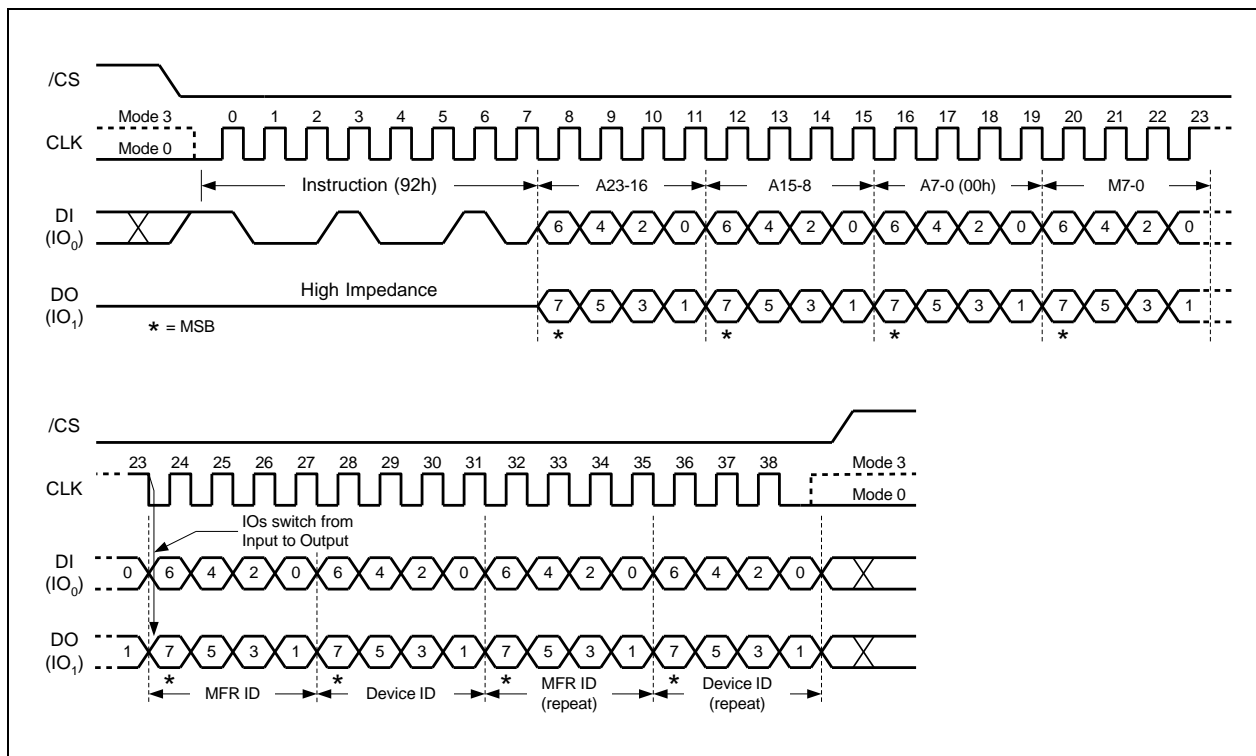 /CS
Mode 3 0 1 2 3 4 5 6 7 8 9 10 11 12 13 14 15 16 17 18 19 20 21 22 23
CLK
Mode 0
Instruction (92h) A23-16 A15-8 A7-0 (00h) M7-0
DI
(IO0)
6 4 2 0 6 4 2 0 6 4 2 0 6 4 2 0
High Impedance
DO
(IO1)
7 5 3 1 7 5 3 1 7 5 3 1 7 5 3 1
* = MSB
* * * *
/CS
23 24 25 26 27 28 29 30 31 32 33 34 35 36 37 38 Mode 3
CLK
Mode 0
IOs switch from
Input to Output
DI
(IO0)
0 6 4 2 0 6 4 2 0 6 4 2 0 6 4 2 0
DO
(IO1)
1 7 5 3 1 7 5 3 1 7 5 3 1 7 5 3 1
* * * *
MFR ID Device ID MFR ID
(repeat)
Device ID
(repeat)